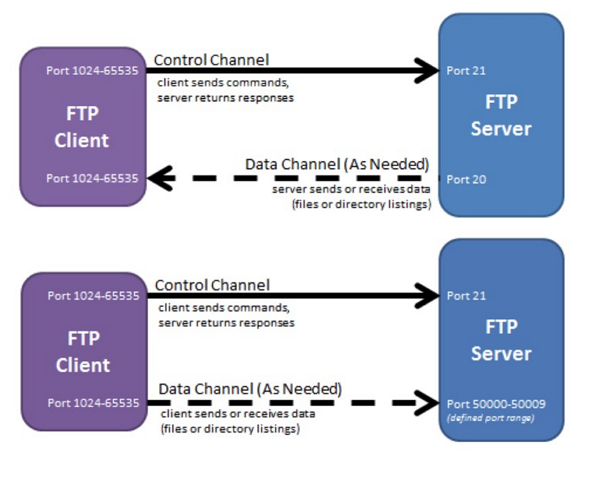 Control Channel
Port 1024-65535
Port 21
client sends commands,
server returns responses
FTP
Client
FTP
Server
Data Channel (As Needed)
Port 1024-65535
Port 20
server sends or receives data
(files or directory listings)
Control Channel
Port 1024-65535
Port 21
client sends commands,
server returns responses
FTP
Client
FTP
Server
Data Channel (As Needed)
Port 1024-65535
Port 50000-50009
(defined port range)
client sends or receives data
(files or directory listings)